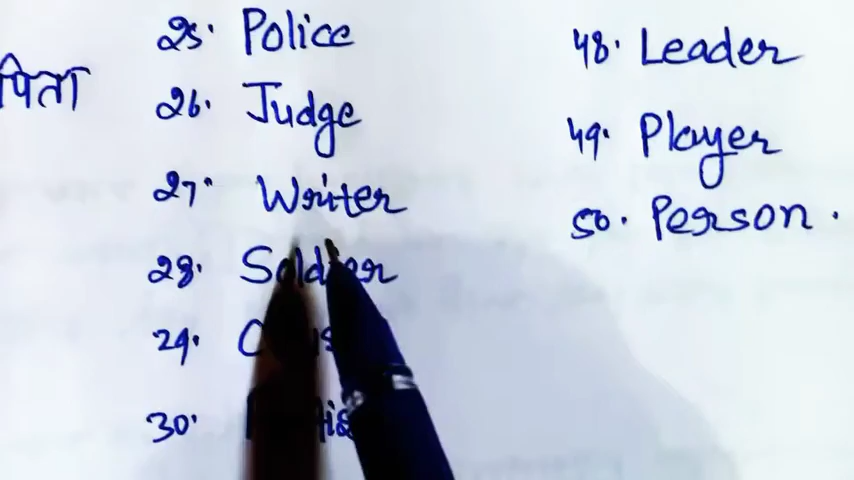 पिता
25. Police
26. Judge
27. Writer
28. Soldier
29.
30.
48. Leader
49. Player
50. Person.